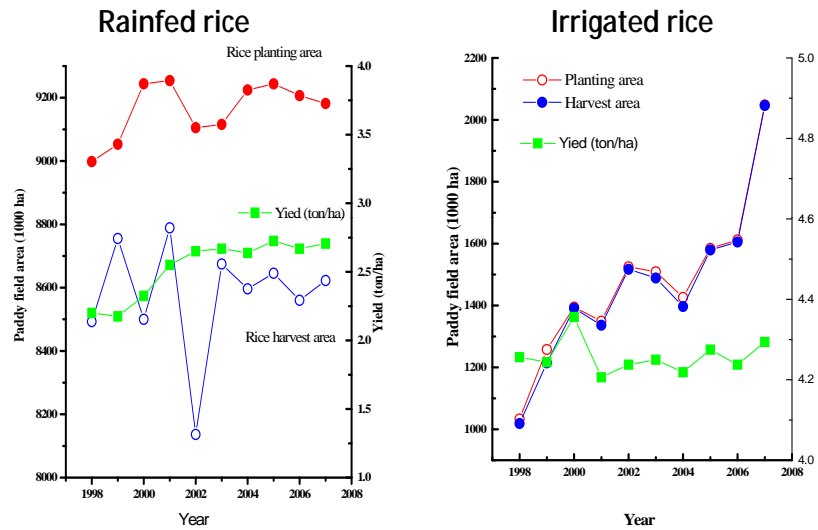 Rainfed rice
Rice planting area
Paddy field area (1000 ha)
9200
9000
8800
8600
8400
8200
8000
4.0
3.5
3.0
2.5
2.0
1.5
1.0
Yield (ton/ha)
Yied (ton/ha)
Rice harvest area
1998 2000 2002 2004 2006 2008
Year
Irrigated rice
Paddy field area (1000 ha)
2200
2000
1800
1600
1400
1200
1000
Planting area
Harvest area
Yied (ton/ha)
5.0
4.8
4.6
4.4
4.2
4.0
1998 2000 2002 2004 2006 2008
Year